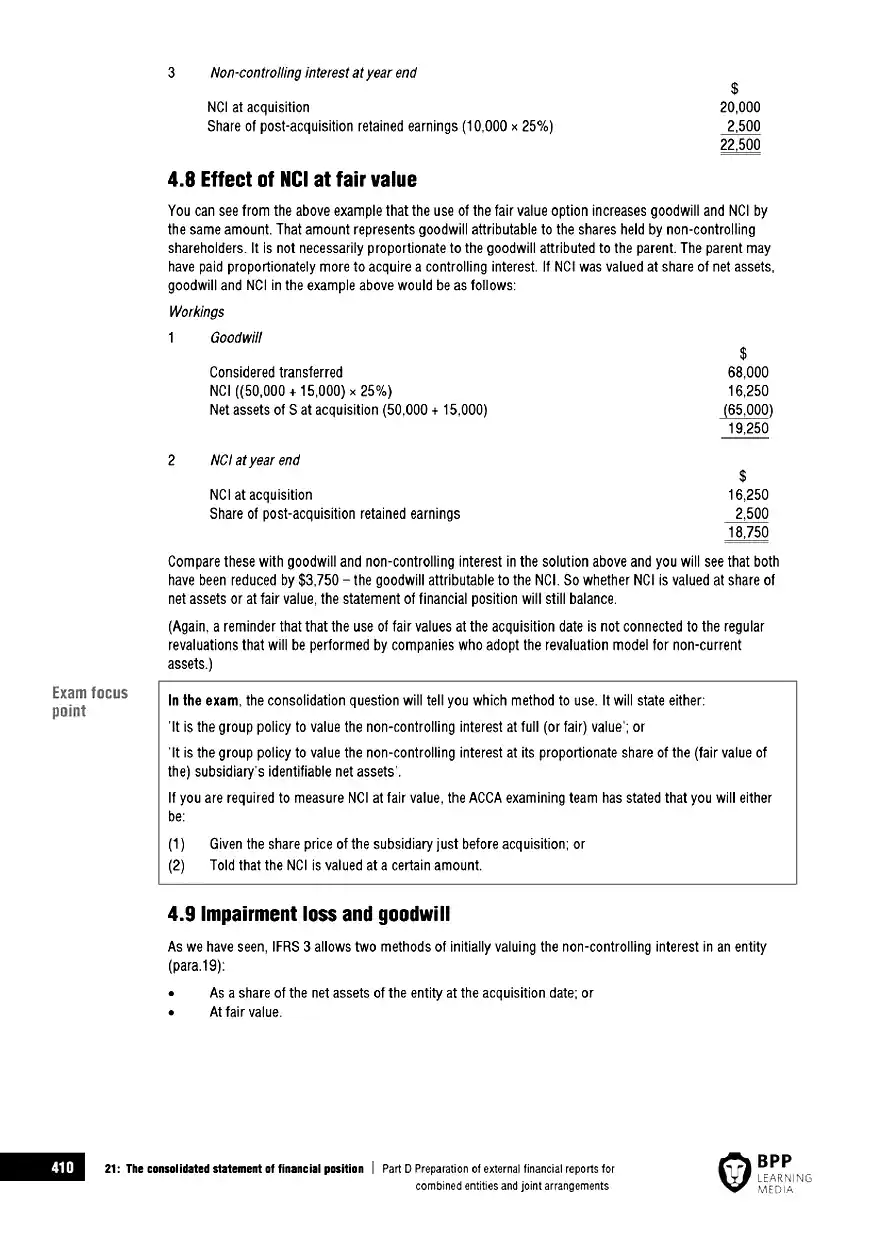 3 Non-controlling interest at year end
$
NCI at acquisition 20,000
Share of post-acquisition retained earnings (10,000 × 25%) 2,500
22,500
4.8 Effect of NCI at fair value
You can see from the above example that the use of the fair value option increases goodwill and NCI by
the same amount. That amount represents goodwill attributable to the shares held by non-controlling
shareholders. It is not necessarily proportionate to the goodwill attributed to the parent. The parent may
have paid proportionately more to acquire a controlling interest. If NCI was valued at share of net assets,
goodwill and NCI in the example above would be as follows:
Workings
1 Goodwill
$
Considered transferred 68,000
NCI ((50,000 + 15,000) × 25%) 16,250
Net assets of S at acquisition (50,000 + 15,000) (65,000)
19,250
2 NCI at year end
$
NCI at acquisition 16,250
Share of post-acquisition retained earnings 2,500
18,750
Compare these with goodwill and non-controlling interest in the solution above and you will see that both
have been reduced by $3,750 – the goodwill attributable to the NCI. So whether NCI is valued at share of
net assets or at fair value, the statement of financial position will still balance.
(Again, a reminder that that the use of fair values at the acquisition date is not connected to the regular
revaluations that will be performed by companies who adopt the revaluation model for non-current
assets.)
Exam focus
point
In the exam, the consolidation question will tell you which method to use. It will state either:
'It is the group policy to value the non-controlling interest at full (or fair) value'; or
'It is the group policy to value the non-controlling interest at its proportionate share of the (fair value of
the) subsidiary's identifiable net assets'.
If you are required to measure NCI at fair value, the ACCA examining team has stated that you will either
be:
(1) Given the share price of the subsidiary just before acquisition; or
(2) Told that the NCI is valued at a certain amount.
4.9 Impairment loss and goodwill
As we have seen, IFRS 3 allows two methods of initially valuing the non-controlling interest in an entity
(para.19):
• As a share of the net assets of the entity at the acquisition date; or
• At fair value.
410 21: The consolidated statement of financial position | Part D Preparation of external financial reports for
combined entities and joint arrangements
BPP
LEARNING
MEDIA